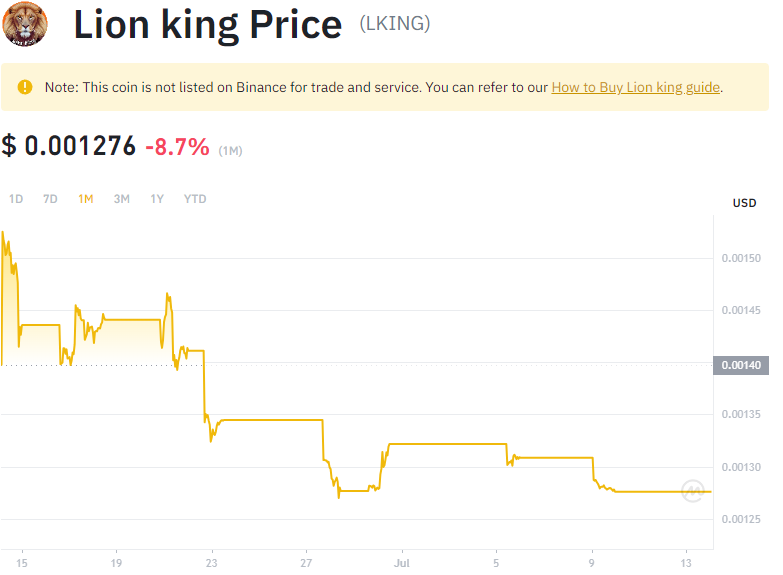 Lion king Price (LKING)
Note: This coin is not listed on Binance for trade and service. You can refer to our How to Buy Lion king guide.
$ 0.001276 -8.7% (1M)
1D 7D 1M 3M 1Y YTD
USD
0.00150
0.00145
0.00140
0.00135
0.00130
0.00125
15 19 23 27 Jul 5 9 13